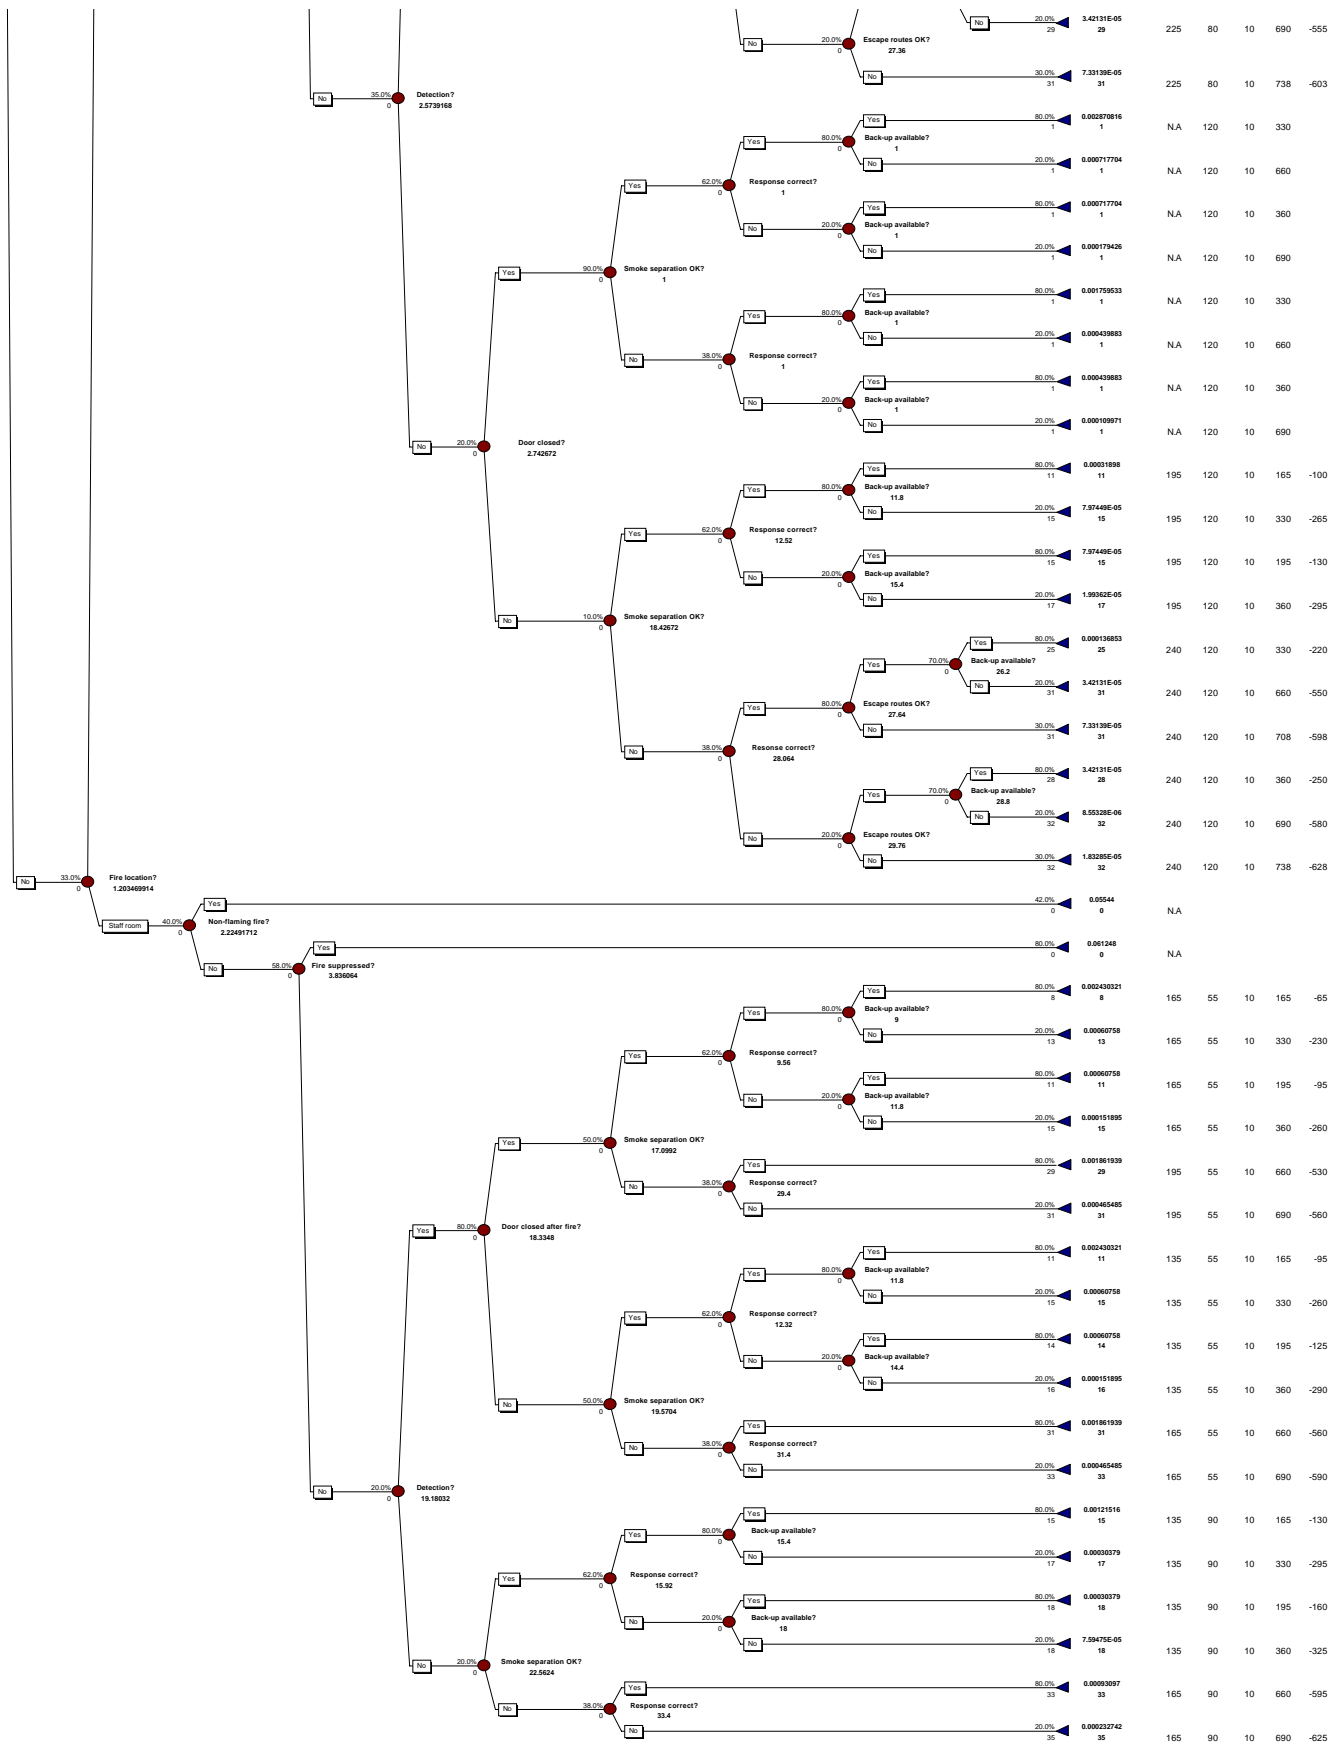 No 20.0% 3.42131E-05
29 29 225 80 10 690 -555
No 20.0% Escape routes OK?
0 27.36
No 30.0% 7.33139E-05
31 31 225 80 10 738 -603
No 35.0% Detection?
0 2.5739168
Yes 80.0% 0.002870816
1 1 N.A 120 10 330
Yes 80.0% Back-up available?
0 1
No 20.0% 0.000717704
1 1 N.A 120 10 660
Yes 62.0% Response correct?
0 1
Yes 80.0% 0.000717704
1 1 N.A 120 10 360
No 20.0% Back-up available?
0 1
No 20.0% 0.000179426
1 1 N.A 120 10 690
Yes 90.0% Smoke separation OK?
0 1
Yes 80.0% 0.001759533
1 1 N.A 120 10 330
Yes 80.0% Back-up available?
0 1
No 20.0% 0.000439883
1 1 N.A 120 10 660
No 38.0% Response correct?
0 1
Yes 80.0% 0.000439883
1 1 N.A 120 10 360
No 20.0% Back-up available?
0 1
No 20.0% 0.000109971
1 1 N.A 120 10 690
No 20.0% Door closed?
0 2.742672
Yes 80.0% 0.00031898
11 11 195 120 10 165 -100
Yes 80.0% Back-up available?
0 11.8
No 20.0% 7.97449E-05
15 15 195 120 10 330 -265
Yes 62.0% Response correct?
0 12.52
Yes 80.0% 7.97449E-05
15 15 195 120 10 195 -130
No 20.0% Back-up available?
0 15.4
No 20.0% 1.99362E-05
17 17 195 120 10 360 -295
No 10.0% Smoke separation OK?
0 18.42672
Yes 80.0% 0.000136853
25 25 240 120 10 330 -220
Yes 70.0% Back-up available?
0 26.2
No 20.0% 3.42131E-05
31 31 240 120 10 660 -550
Yes 80.0% Escape routes OK?
0 27.64
No 30.0% 7.33139E-05
31 31 240 120 10 708 -598
No 38.0% Resonse correct?
0 28.064
Yes 80.0% 3.42131E-05
28 28 240 120 10 360 -250
Yes 70.0% Back-up available?
0 28.8
No 20.0% 8.55328E-06
32 32 240 120 10 690 -580
No 20.0% Escape routes OK?
0 29.76
No 30.0% 1.83285E-05
32 32 240 120 10 738 -628
No 33.0% Fire location?
0 1.203469914
Yes 42.0% 0.05544
0 0 N.A
Staff room 40.0% Non-flaming fire?
0 2.22491712
Yes 80.0% 0.061248
0 0 N.A
No 58.0% Fire suppressed?
0 3.836064
Yes 80.0% 0.002430321
8 8 165 55 10 165 -65
Yes 80.0% Back-up available?
0 9
No 20.0% 0.00060758
13 13 165 55 10 330 -230
Yes 62.0% Response correct?
0 9.56
Yes 80.0% 0.00060758
11 11 165 55 10 195 -95
No 20.0% Back-up available?
0 11.8
No 20.0% 0.000151895
15 15 165 55 10 360 -260
Yes 50.0% Smoke separation OK?
0 17.0992
Yes 80.0% 0.001861939
29 29 195 55 10 660 -530
No 38.0% Response correct?
0 29.4
No 20.0% 0.000465485
31 31 195 55 10 690 -560
Yes 80.0% Door closed after fire?
0 18.3348
Yes 80.0% 0.002430321
11 11 135 55 10 165 -95
Yes 80.0% Back-up available?
0 11.8
No 20.0% 0.00060758
15 15 135 55 10 330 -260
Yes 62.0% Response correct?
0 12.32
Yes 80.0% 0.00060758
14 14 135 55 10 195 -125
No 20.0% Back-up available?
0 14.4
No 20.0% 0.000151895
16 16 135 55 10 360 -290
No 50.0% Smoke separation OK?
0 19.5704
Yes 80.0% 0.001861939
31 31 165 55 10 660 -560
No 38.0% Response correct?
0 31.4
No 20.0% 0.000465485
33 33 165 55 10 690 -590
No 20.0% Detection?
0 19.18032
Yes 80.0% 0.00121516
15 15 135 90 10 165 -130
Yes 80.0% Back-up available?
0 15.4
No 20.0% 0.00030379
17 17 135 90 10 330 -295
Yes 62.0% Response correct?
0 15.92
Yes 80.0% 0.00030379
18 18 135 90 10 195 -160
No 20.0% Back-up available?
0 18
No 20.0% 7.59475E-05
18 18 135 90 10 360 -325
No 20.0% Smoke separation OK?
0 22.5624
Yes 80.0% 0.00093097
33 33 165 90 10 660 -595
No 38.0% Response correct?
0 33.4
No 20.0% 0.000232742
35 35 165 90 10 690 -625